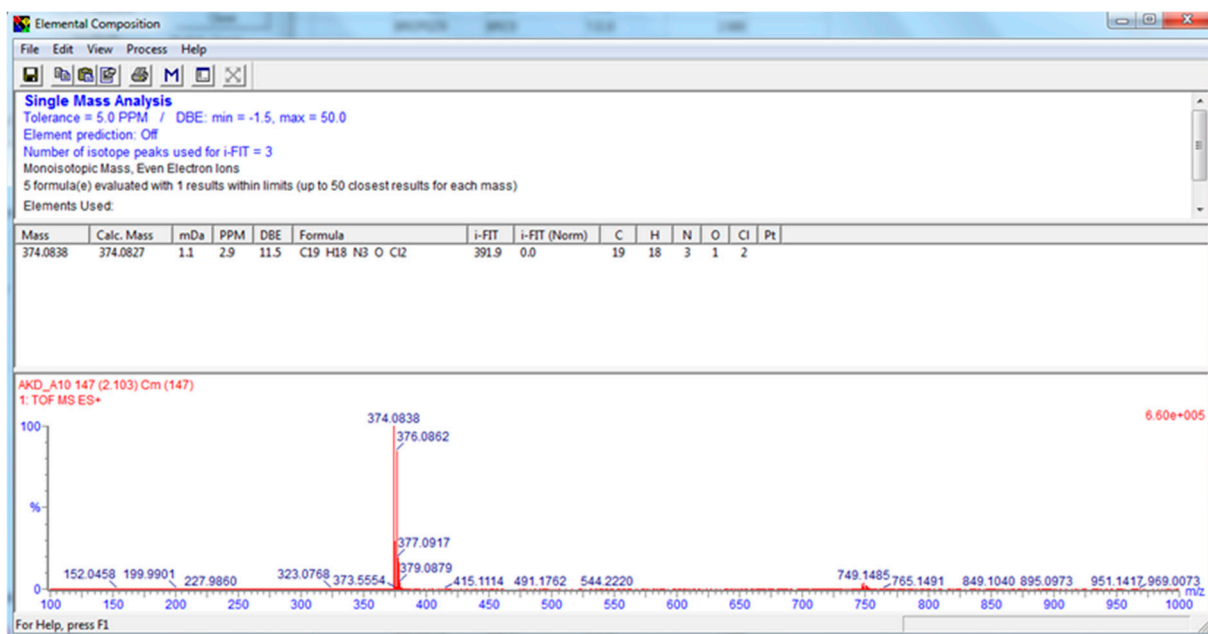 Elemental Composition
File Edit View Process Help
M
Single Mass Analysis
Tolerance = 5.0 PPM / DBE: min = -1.5, max = 50.0
Element prediction: Off
Number of isotope peaks used for i-FIT = 3
Monoisotopic Mass, Even Electron Ions
5 formula(e) evaluated with 1 results within limits (up to 50 closest results for each mass)
Elements Used:
Mass Calc. Mass mDa PPM DBE Formula i-FIT i-FIT (Norm) C H N O Cl Pt
374.0838 374.0827 1.1 2.9 11.5 C19 H18 N3 O Cl2 391.9 0.0 19 18 3 1 2
AKD_A10 147 (2.103) Cm (147)
1: TOF MS ES+
6.60e+005
374.0838
100
376.0862
%
377.0917
379.0879
152.0458 199.9901 227.9860 323.0768 373.5554 415.1114 491.1762 544.2220 749.1485 765.1491 849.1040 895.0973 951.1417 969.0073
0
100 150 200 250 300 350 400 450 500 550 600 650 700 750 800 850 900 950 1000 m/z
For Help, press F1